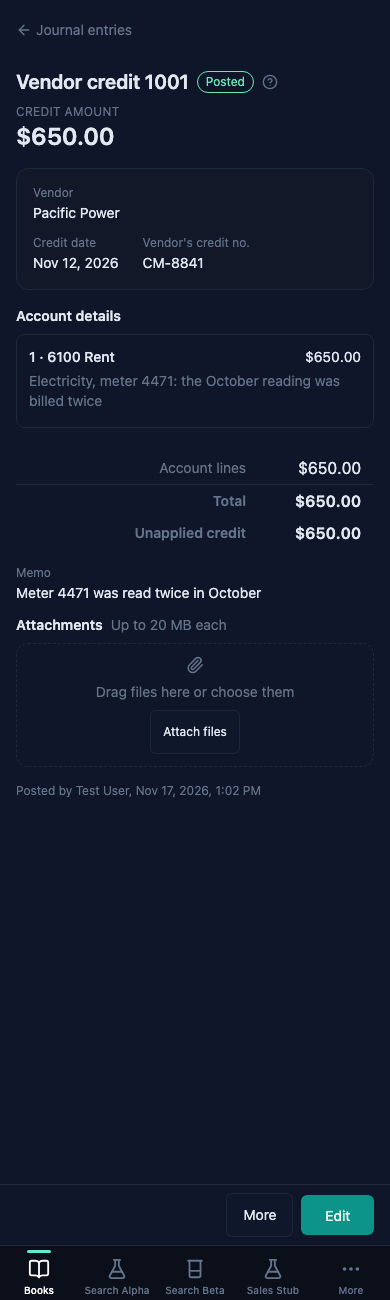 Journal entries
Vendor credit 1001 Posted
CREDIT AMOUNT
$650.00
Vendor
Pacific Power
Credit date Vendor's credit no.
Nov 12, 2026 CM-8841
Account details
1 · 6100 Rent $650.00
Electricity, meter 4471: the October reading was
billed twice
Account lines $650.00
Total $650.00
Unapplied credit $650.00
Memo
Meter 4471 was read twice in October
Attachments Up to 20 MB each
Drag files here or choose them
Attach files
Posted by Test User, Nov 17, 2026, 1:02 PM
More Edit
Books Search Alpha Search Beta Sales Stub More